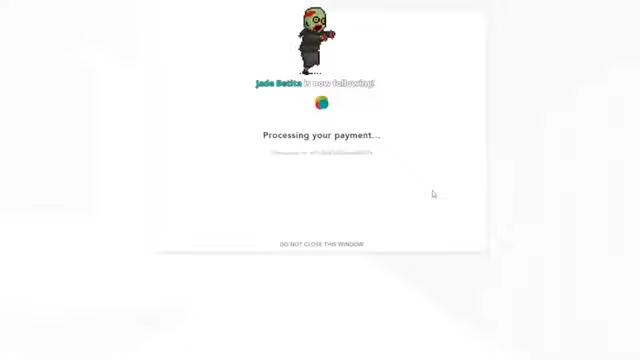 Jade Betita is now following!
Processing your payment...
DO NOT CLOSE THIS WINDOW